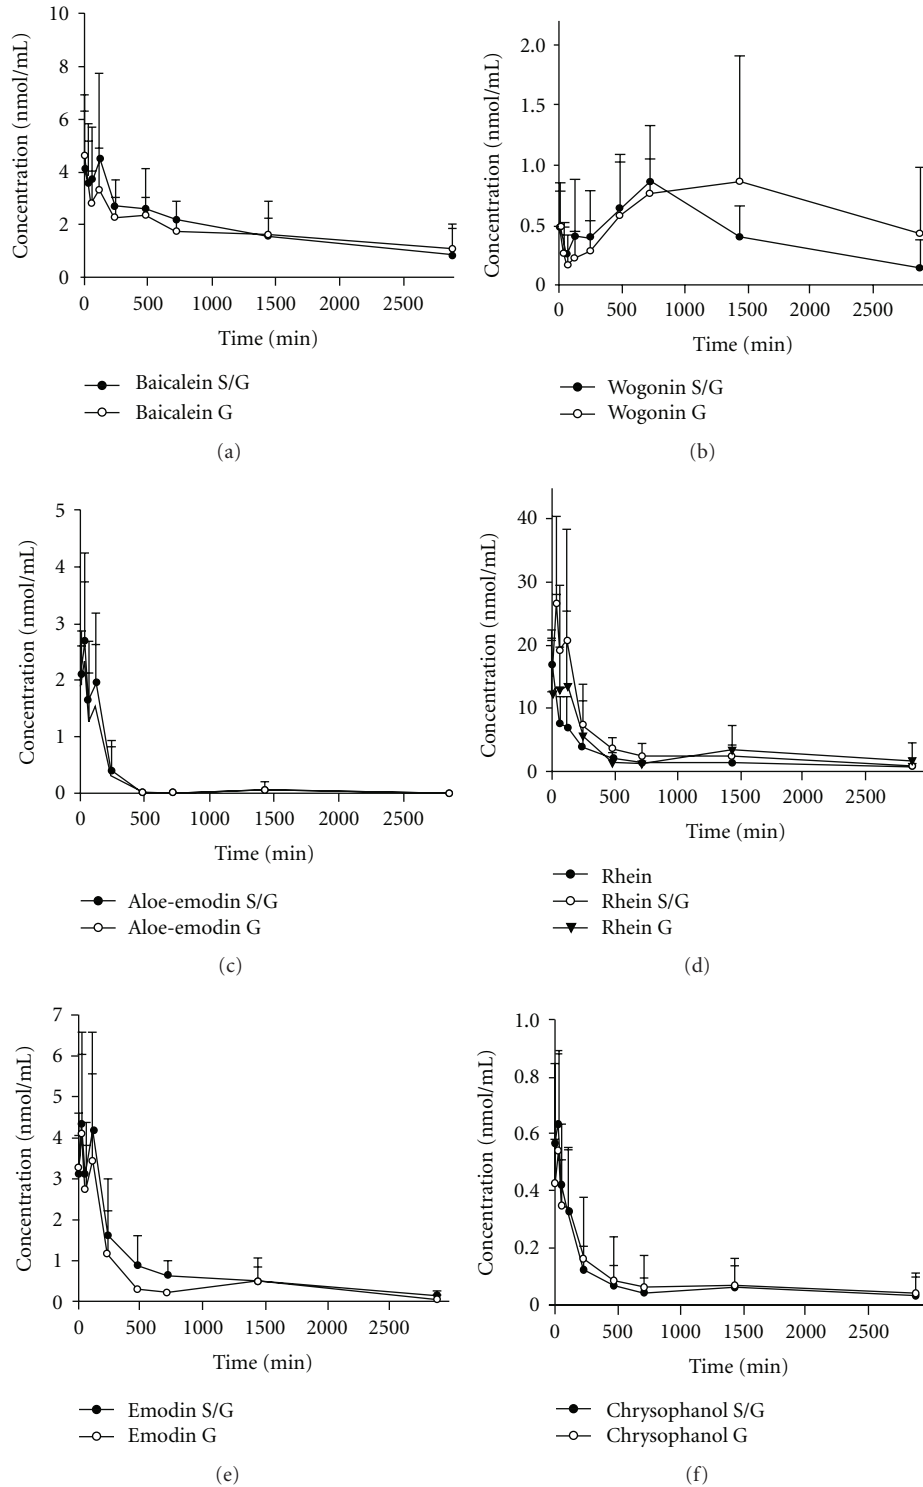 10
8
6
4
2
0
Concentration (nmol/mL)
0 500 1000 1500 2000 2500
Time (min)
Baicalein S/G
Baicalein G
(a)
2.0
1.5
1.0
0.5
0
Concentration (nmol/mL)
0 500 1000 1500 2000 2500
Time (min)
Wogonin S/G
Wogonin G
(b)
5
4
3
2
1
0
Concentration (nmol/mL)
0 500 1000 1500 2000 2500
Time (min)
Aloe-emodin S/G
Aloe-emodin G
(c)
40
30
20
10
0
Concentration (nmol/mL)
0 500 1000 1500 2000 2500
Time (min)
Rhein
Rhein S/G
Rhein G
(d)
7
6
5
4
3
2
1
0
Concentration (nmol/mL)
0 500 1000 1500 2000 2500
Time (min)
Emodin S/G
Emodin G
(e)
1.0
0.8
0.6
0.4
0.2
0
Concentration (nmol/mL)
0 500 1000 1500 2000 2500
Time (min)
Chrysophanol S/G
Chrysophanol G
(f)